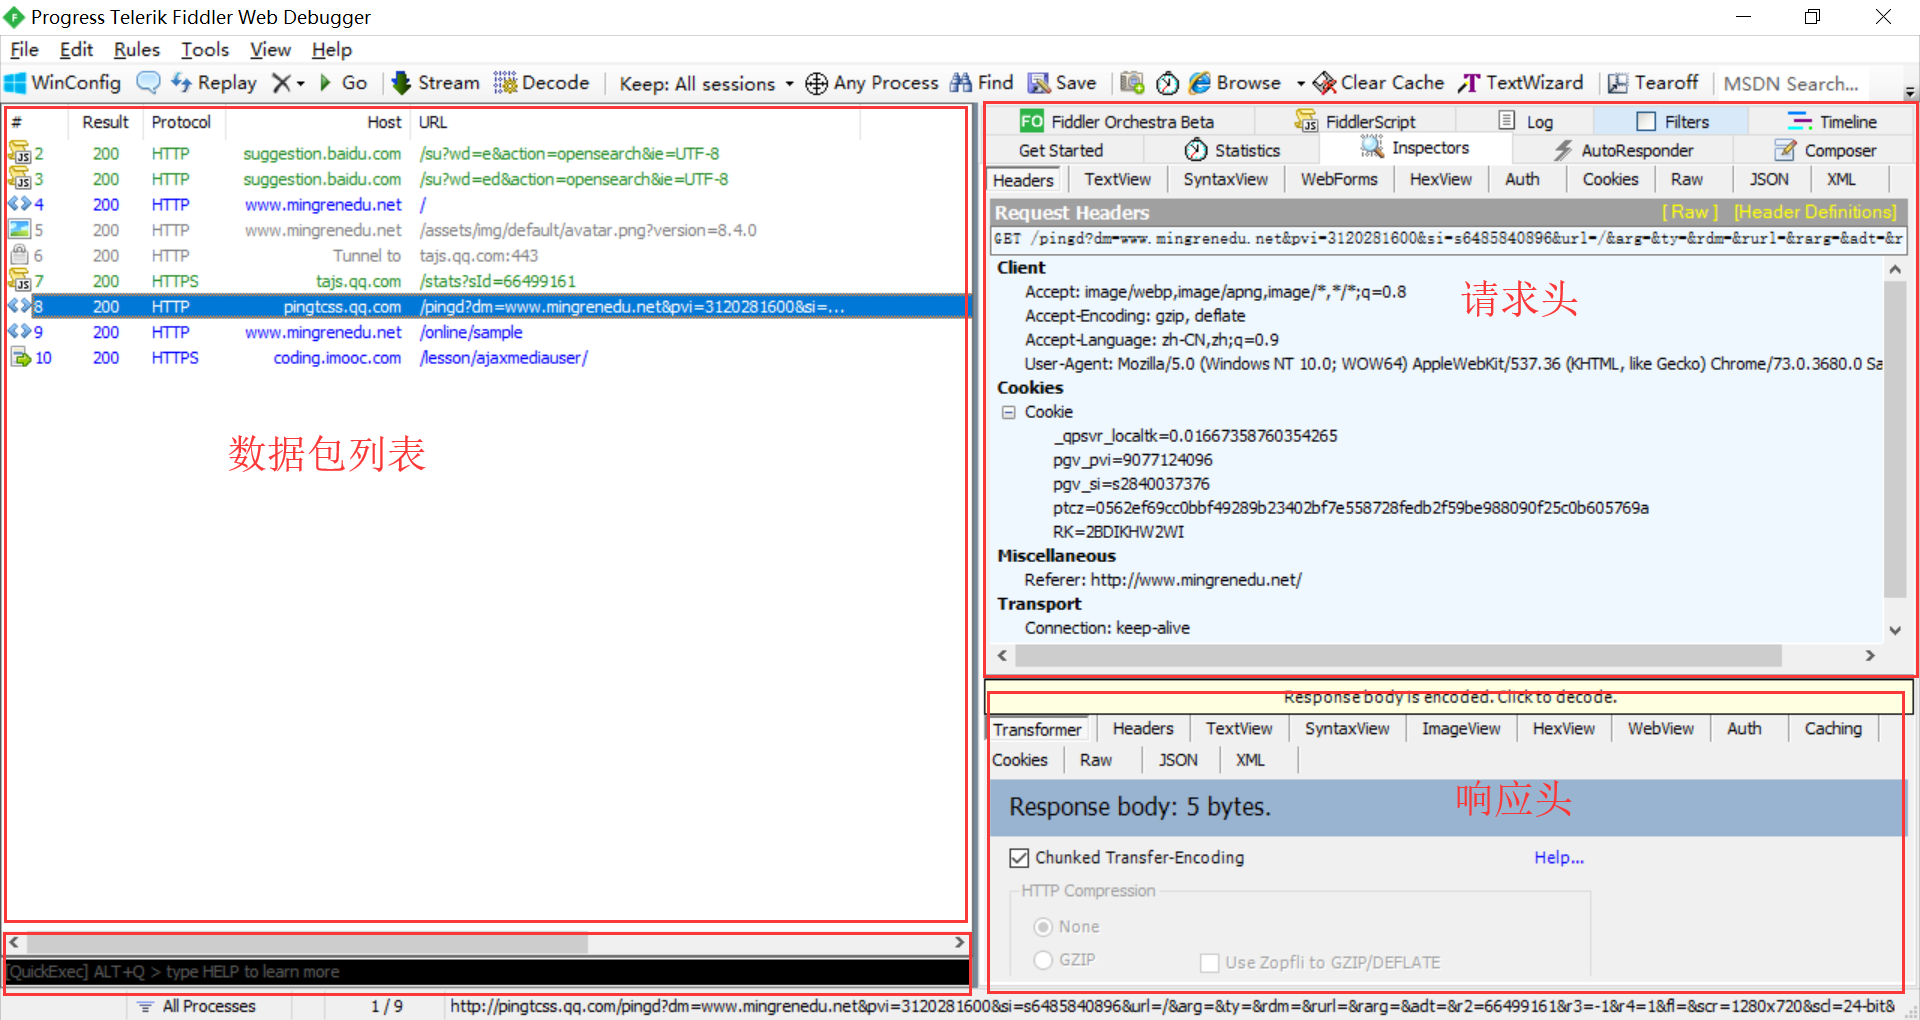 Progress Telerik Fiddler Web Debugger
File Edit Rules Tools View Help
WinConfig Replay Go Stream Decode Keep: All sessions Any Process Find Save Browse Clear Cache TextWizard Tearoff MSDN Search...
# Result Protocol Host URL
2 200 HTTP suggestion.baidu.com /su?wd=e&action=opensearch&ie=UTF-8
3 200 HTTP suggestion.baidu.com /su?wd=ed&action=opensearch&ie=UTF-8
4 200 HTTP www.mingrenedu.net /
5 200 HTTP www.mingrenedu.net /assets/img/default/avatar.png?version=8.4.0
6 200 HTTP Tunnel to tajs.qq.com:443
7 200 HTTPS tajs.qq.com /stats?sId=66499161
8 200 HTTP pingtcss.qq.com /pingd?dm=www.mingrenedu.net&pvi=3120281600&si=...
9 200 HTTP www.mingrenedu.net /online/sample
10 200 HTTPS coding.imooc.com /lesson/ajaxmediauser/
数据包列表
[QuickExec] ALT+Q > type HELP to learn more
FO Fiddler Orchestra Beta FiddlerScript Log Filters Timeline
Get Started Statistics Inspectors AutoResponder Composer
Headers TextView SyntaxView WebForms HexView Auth Cookies Raw JSON XML
Request Headers [ Raw ] [Header Definitions]
GET /pingd?dm=www.mingrenedu.net&pvi=3120281600&si=s6485840896&url=/&arg=&ty=&rdm=&rurl=&rarg=&adt=&r
Client
Accept: image/webp,image/apng,image/*,*/*;q=0.8
请求头
Accept-Encoding: gzip, deflate
Accept-Language: zh-CN,zh;q=0.9
User-Agent: Mozilla/5.0 (Windows NT 10.0; WOW64) AppleWebKit/537.36 (KHTML, like Gecko) Chrome/73.0.3680.0 Sa
Cookies
Cookie
_qpsvr_localtk=0.01667358760354265
pgv_pvi=9077124096
pgv_si=s2840037376
ptcz=0562ef69cc0bbf49289b23402bf7e558728fedb2f59be988090f25c0b605769a
RK=2BDIKHW2WI
Miscellaneous
Referer: http://www.mingrenedu.net/
Transport
Connection: keep-alive
Response body is encoded. Click to decode.
Transformer Headers TextView SyntaxView ImageView HexView WebView Auth Caching
Cookies Raw JSON XML
Response body: 5 bytes.
响应头
Chunked Transfer-Encoding Help...
HTTP Compression
None
GZIP Use Zopfli to GZIP/DEFLATE
All Processes 1 / 9 http://pingtcss.qq.com/pingd?dm=www.mingrenedu.net&pvi=3120281600&si=s6485840896&url=/&arg=&ty=&rdm=&rurl=&rarg=&adt=&r2=66499161&r3=-1&r4=1&fl=&scr=1280x720&scl=24-bit&